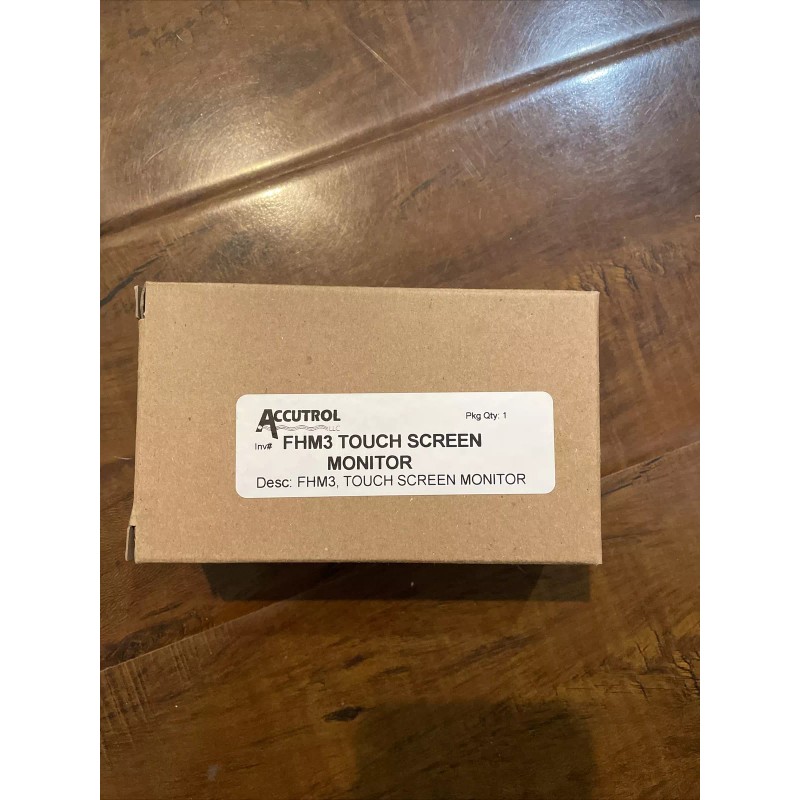 ACCUTROL LLC
Pkg Qty: 1
Inv# FHM3 TOUCH SCREEN
MONITOR
Desc: FHM3, TOUCH SCREEN MONITOR